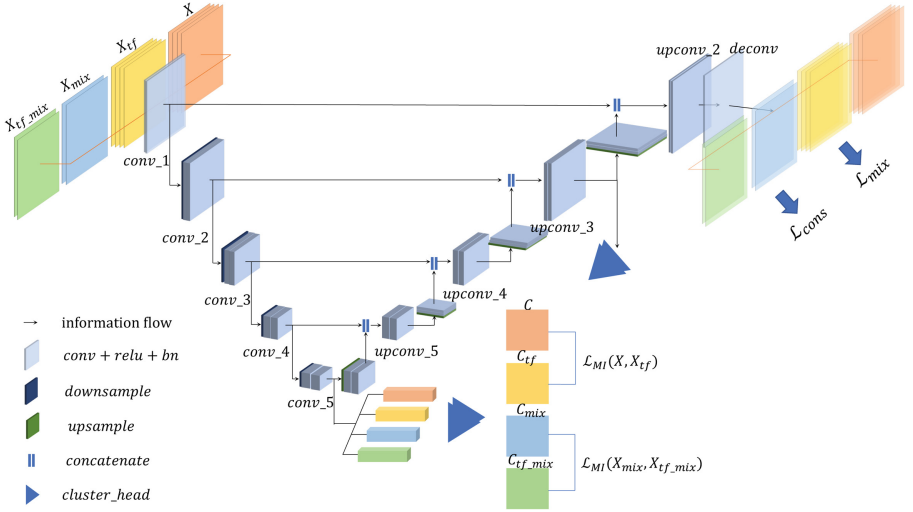 X
X_tf
X_mix
X_tf_mix
conv_1
conv_2
conv_3
conv_4
conv_5
upconv_5
upconv_4
upconv_3
upconv_2
deconv
ℒ_mix
ℒ_cons
information flow
conv + relu + bn
downsample
upsample
concatenate
cluster_head
C
C_tf
ℒ_MI(X, X_tf)
C_mix
C_tf_mix
ℒ_MI(X_mix, X_tf_mix)